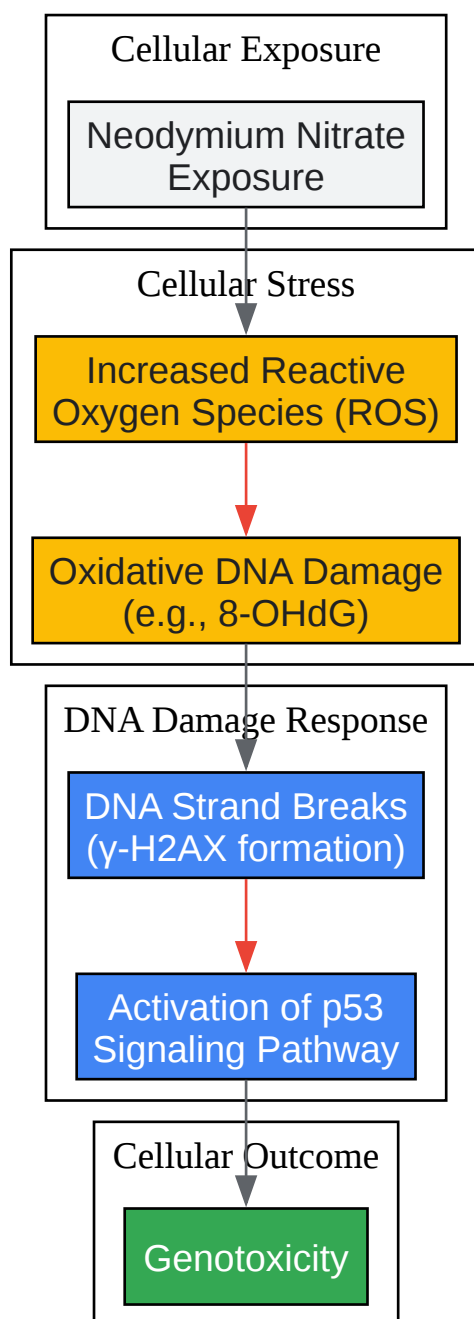 Cellular Exposure
Neodymium Nitrate
Exposure
Cellular Stress
Increased Reactive
Oxygen Species (ROS)
Oxidative DNA Damage
(e.g., 8-OHdG)
DNA Damage Response
DNA Strand Breaks
(γ-H2AX formation)
Activation of p53
Signaling Pathway
Cellular Outcome
Genotoxicity